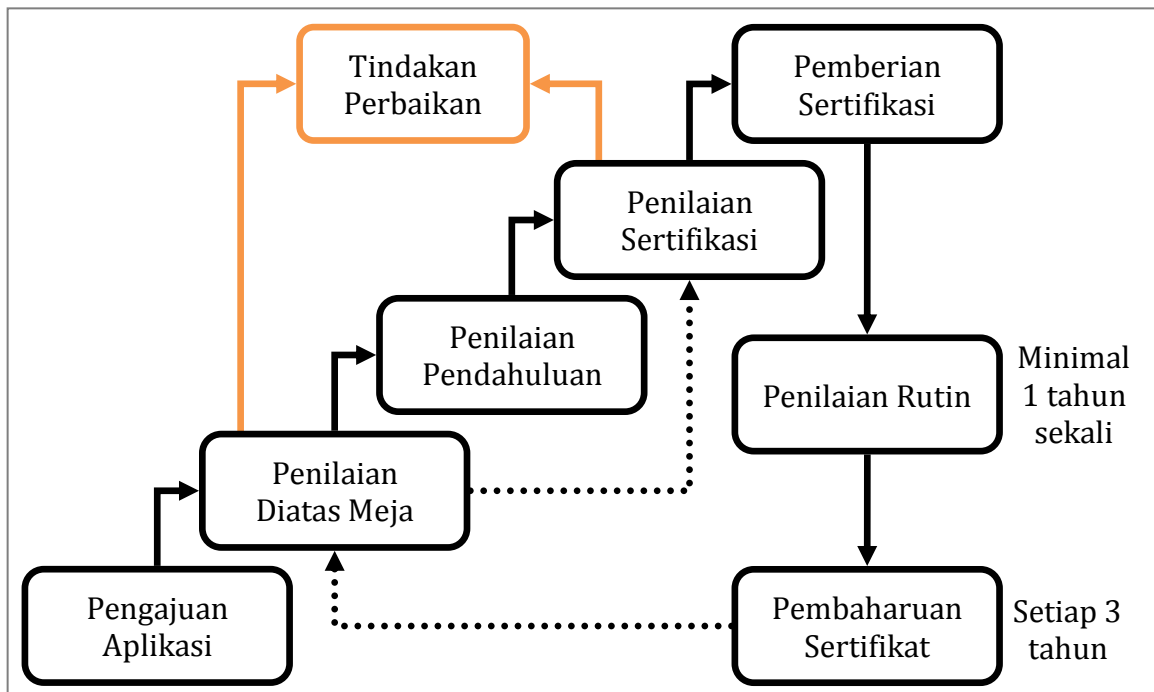 Tindakan
Perbaikan
Pemberian
Sertifikasi
Penilaian
Sertifikasi
Penilaian
Pendahuluan
Penilaian Rutin
Minimal
1 tahun
sekali
Penilaian
Diatas Meja
Pengajuan
Aplikasi
Pembaharuan
Sertifikat
Setiap 3
tahun